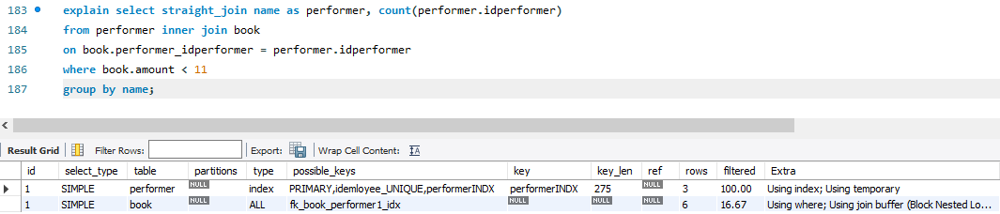 183 explain select straight_join name as performer, count(performer.idperformer)
184 from performer inner join book
185 on book.performer_idperformer = performer.idperformer
186 where book.amount < 11
187 group by name;
Result Grid Filter Rows: Export: Wrap Cell Content:
id select_type table partitions type possible_keys key key_len ref rows filtered Extra
1 SIMPLE performer NULL index PRIMARY,idemloyee_UNIQUE,performerINDX performerINDX 275 NULL 3 100.00 Using index; Using temporary
1 SIMPLE book NULL ALL fk_book_performer1_idx NULL NULL NULL 6 16.67 Using where; Using join buffer (Block Nested Lo...